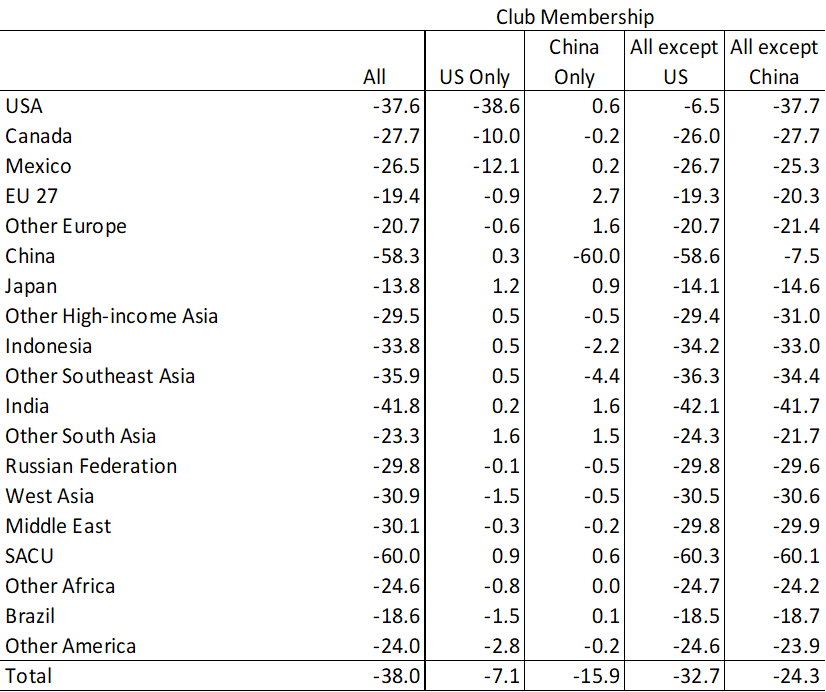 Club Membership
China All except All except
All US Only Only US China
USA -37.6 -38.6 0.6 -6.5 -37.7
Canada -27.7 -10.0 -0.2 -26.0 -27.7
Mexico -26.5 -12.1 0.2 -26.7 -25.3
EU 27 -19.4 -0.9 2.7 -19.3 -20.3
Other Europe -20.7 -0.6 1.6 -20.7 -21.4
China -58.3 0.3 -60.0 -58.6 -7.5
Japan -13.8 1.2 0.9 -14.1 -14.6
Other High-income Asia -29.5 0.5 -0.5 -29.4 -31.0
Indonesia -33.8 0.5 -2.2 -34.2 -33.0
Other Southeast Asia -35.9 0.5 -4.4 -36.3 -34.4
India -41.8 0.2 1.6 -42.1 -41.7
Other South Asia -23.3 1.6 1.5 -24.3 -21.7
Russian Federation -29.8 -0.1 -0.5 -29.8 -29.6
West Asia -30.9 -1.5 -0.5 -30.5 -30.6
Middle East -30.1 -0.3 -0.2 -29.8 -29.9
SACU -60.0 0.9 0.6 -60.3 -60.1
Other Africa -24.6 -0.8 0.0 -24.7 -24.2
Brazil -18.6 -1.5 0.1 -18.5 -18.7
Other America -24.0 -2.8 -0.2 -24.6 -23.9
Total -38.0 -7.1 -15.9 -32.7 -24.3